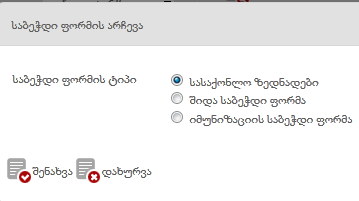 საბეჭდი ფორმის არჩევა
საბეჭდი ფორმის ტიპი
სასაქონლო ზედნადები
შიდა საბეჭდი ფორმა
იმუნიზაციის საბეჭდი ფორმა
შენახვა დახურვა